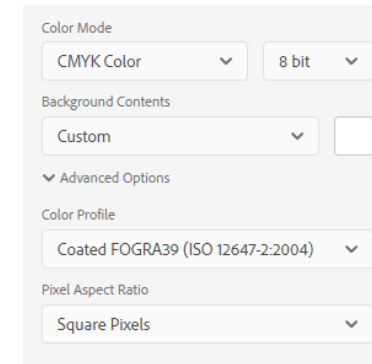 Color Mode
CMYK Color 8 bit
Background Contents
Custom
Advanced Options
Color Profile
Coated FOGRA39 (ISO 12647-2:2004)
Pixel Aspect Ratio
Square Pixels